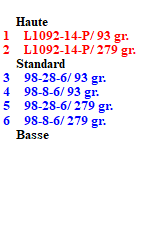 Haute
1 L1092-14-P/ 93 gr.
2 L1092-14-P/ 279 gr.
Standard
3 98-28-6/ 93 gr.
4 98-8-6/ 93 gr.
5 98-28-6/ 279 gr.
6 98-8-6/ 279 gr.
Basse